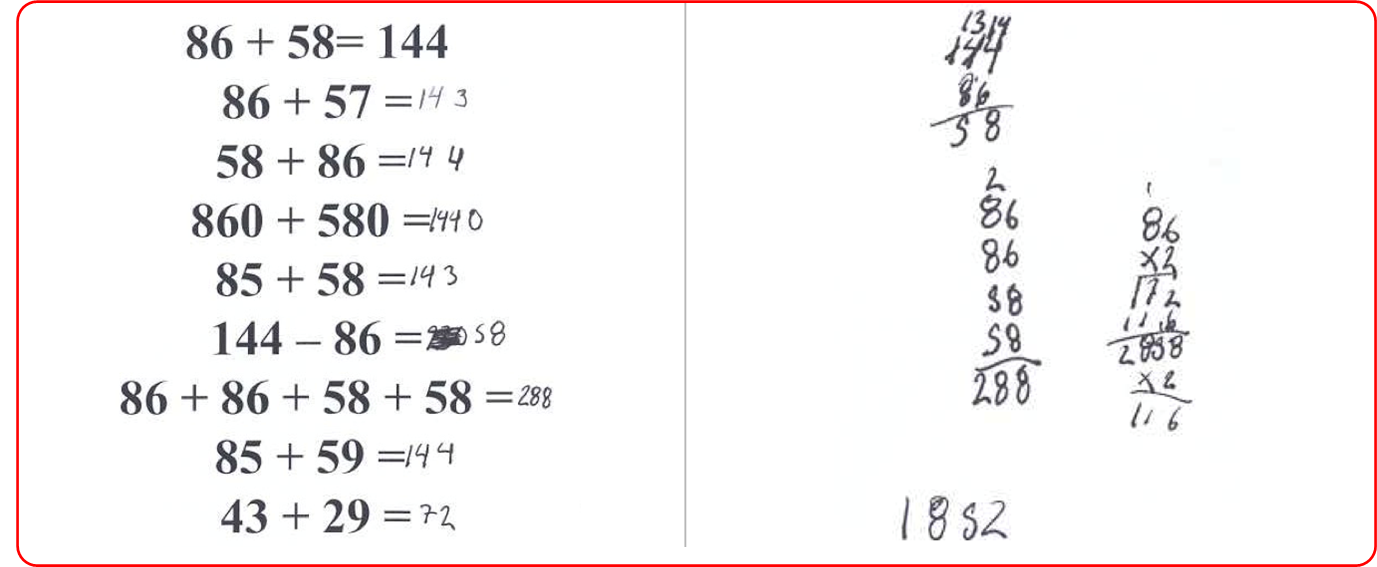 86 + 58= 144
86 + 57 = 143
58 + 86 = 144
860 + 580 = 1440
85 + 58 = 143
144 – 86 = 58
86 + 86 + 58 + 58 = 288
85 + 59 = 144
43 + 29 = 72
1314
144
86
58
2
86
86
58
58
288
1
86
x2
172
116
288
x2
116
1852